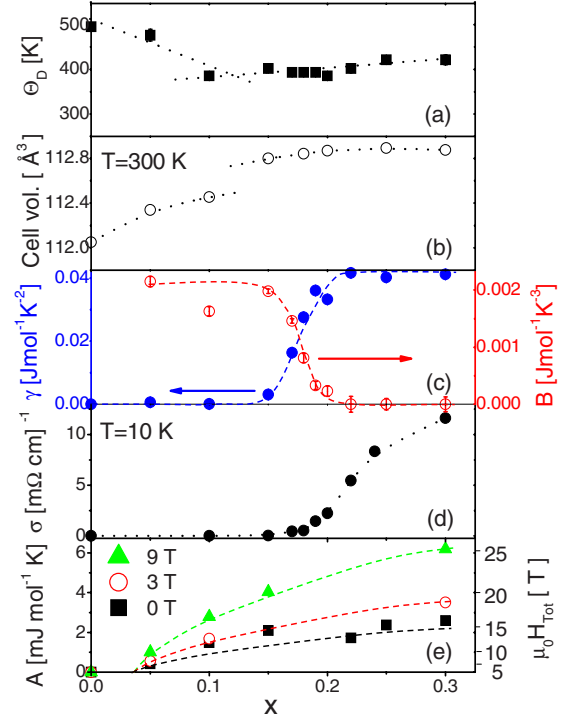 Θ_D [K]
500
400
300
(a)
Cell vol. [ Å³]
112.8
112.4
112.0
T=300 K
(b)
γ [Jmol⁻¹K⁻²]
0.04
0.02
0.00
(c)
0.002
0.001
0.000
B [Jmol⁻¹K⁻³]
σ [mΩ cm]⁻¹
10
5
0
T=10 K
(d)
A [mJ mol⁻¹ K]
6
4
2
0
9 T
3 T
0 T
(e)
25
20
15
10
5
μ₀H_Tot [ T]
0.0
0.1
0.2
0.3
x